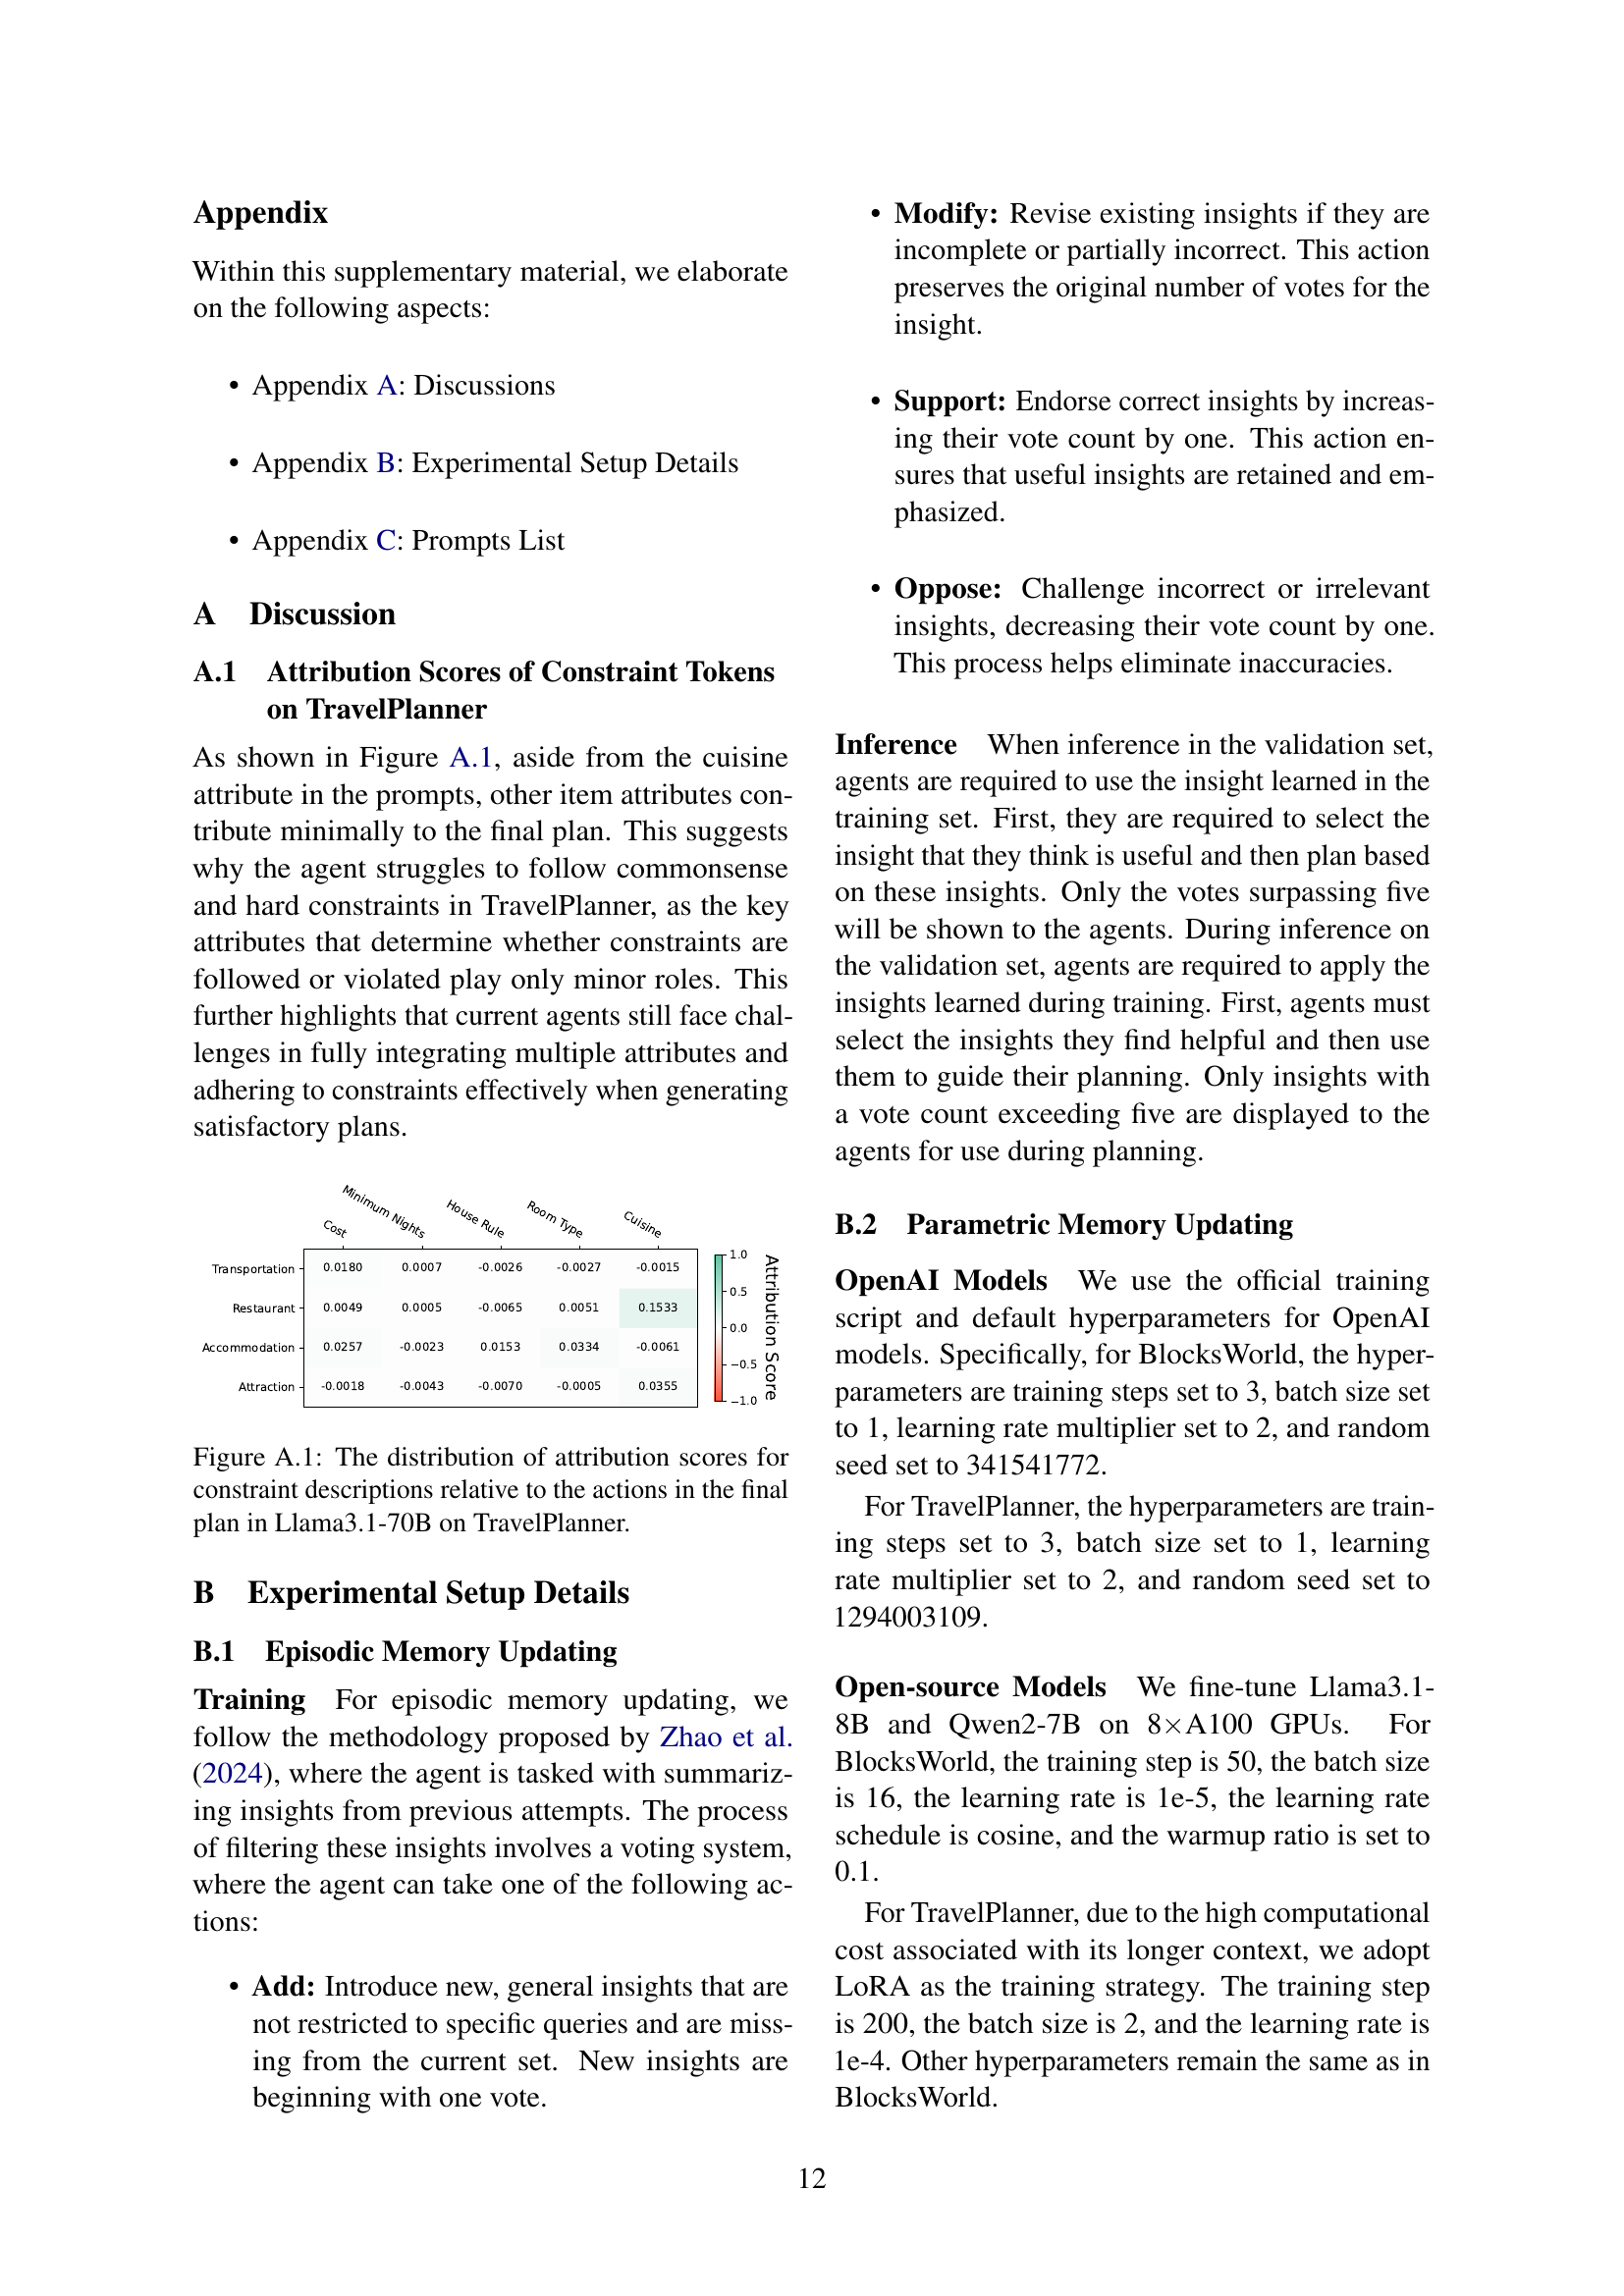 Appendix
Within this supplementary material, we elaborate
on the following aspects:
• Appendix A: Discussions
• Appendix B: Experimental Setup Details
• Appendix C: Prompts List
A Discussion
A.1 Attribution Scores of Constraint Tokens
on TravelPlanner
As shown in Figure A.1, aside from the cuisine
attribute in the prompts, other item attributes con-
tribute minimally to the final plan. This suggests
why the agent struggles to follow commonsense
and hard constraints in TravelPlanner, as the key
attributes that determine whether constraints are
followed or violated play only minor roles. This
further highlights that current agents still face chal-
lenges in fully integrating multiple attributes and
adhering to constraints effectively when generating
satisfactory plans.
Cost Minimum Nights House Rule Room Type Cuisine
Transportation 0.0180 0.0007 -0.0026 -0.0027 -0.0015
Restaurant 0.0049 0.0005 -0.0065 0.0051 0.1533
Accommodation 0.0257 -0.0023 0.0153 0.0334 -0.0061
Attraction -0.0018 -0.0043 -0.0070 -0.0005 0.0355
1.0
0.5
0.0
−0.5
−1.0
Attribution Score
Figure A.1: The distribution of attribution scores for
constraint descriptions relative to the actions in the final
plan in Llama3.1-70B on TravelPlanner.
B Experimental Setup Details
B.1 Episodic Memory Updating
Training For episodic memory updating, we
follow the methodology proposed by Zhao et al.
(2024), where the agent is tasked with summariz-
ing insights from previous attempts. The process
of filtering these insights involves a voting system,
where the agent can take one of the following ac-
tions:
• Add: Introduce new, general insights that are
not restricted to specific queries and are miss-
ing from the current set. New insights are
beginning with one vote.
• Modify: Revise existing insights if they are
incomplete or partially incorrect. This action
preserves the original number of votes for the
insight.
• Support: Endorse correct insights by increas-
ing their vote count by one. This action en-
sures that useful insights are retained and em-
phasized.
• Oppose: Challenge incorrect or irrelevant
insights, decreasing their vote count by one.
This process helps eliminate inaccuracies.
Inference When inference in the validation set,
agents are required to use the insight learned in the
training set. First, they are required to select the
insight that they think is useful and then plan based
on these insights. Only the votes surpassing five
will be shown to the agents. During inference on
the validation set, agents are required to apply the
insights learned during training. First, agents must
select the insights they find helpful and then use
them to guide their planning. Only insights with
a vote count exceeding five are displayed to the
agents for use during planning.
B.2 Parametric Memory Updating
OpenAI Models We use the official training
script and default hyperparameters for OpenAI
models. Specifically, for BlocksWorld, the hyper-
parameters are training steps set to 3, batch size set
to 1, learning rate multiplier set to 2, and random
seed set to 341541772.
For TravelPlanner, the hyperparameters are train-
ing steps set to 3, batch size set to 1, learning
rate multiplier set to 2, and random seed set to
1294003109.
Open-source Models We fine-tune Llama3.1-
8B and Qwen2-7B on 8×A100 GPUs. For
BlocksWorld, the training step is 50, the batch size
is 16, the learning rate is 1e-5, the learning rate
schedule is cosine, and the warmup ratio is set to
0.1.
For TravelPlanner, due to the high computational
cost associated with its longer context, we adopt
LoRA as the training strategy. The training step
is 200, the batch size is 2, and the learning rate is
1e-4. Other hyperparameters remain the same as in
BlocksWorld.
12